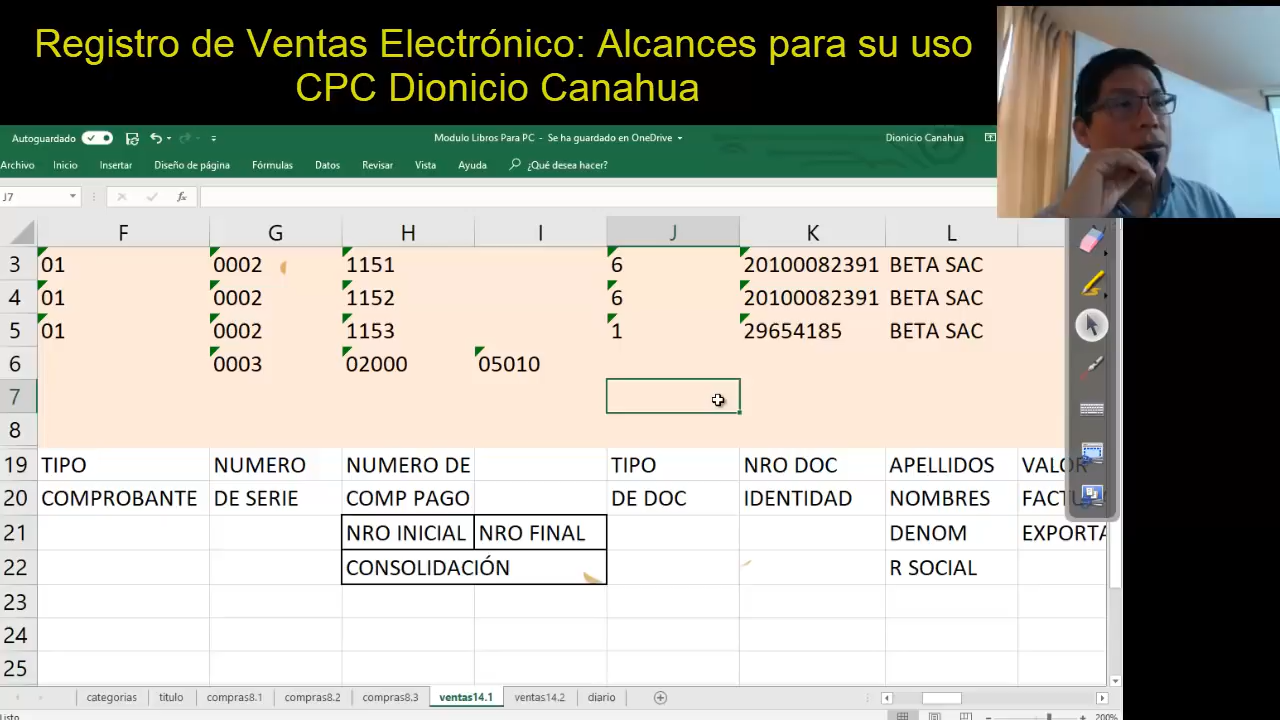 Registro de Ventas Electrónico: Alcances para su uso
CPC Dionicio Canahua
Autoguardado
Modulo Libros Para PC - Se ha guardado en OneDrive
Dionicio Canahua
Archivo Inicio Insertar Diseño de página Fórmulas Datos Revisar Vista Ayuda ¿Qué desea hacer?
J7 fx
F G H I J K L
3 01 0002 1151 6 20100082391 BETA SAC
4 01 0002 1152 6 20100082391 BETA SAC
5 01 0002 1153 1 29654185 BETA SAC
6 0003 02000 05010
7
8
19 TIPO NUMERO NUMERO DE TIPO NRO DOC APELLIDOS VALOR
20 COMPROBANTE DE SERIE COMP PAGO DE DOC IDENTIDAD NOMBRES
21 NRO INICIAL NRO FINAL DENOM EXPORTA
22 CONSOLIDACIÓN R SOCIAL
23
24
25
categorias titulo compras8.1 compras8.2 compras8.3 ventas14.1 ventas14.2 diario
Listo 200%